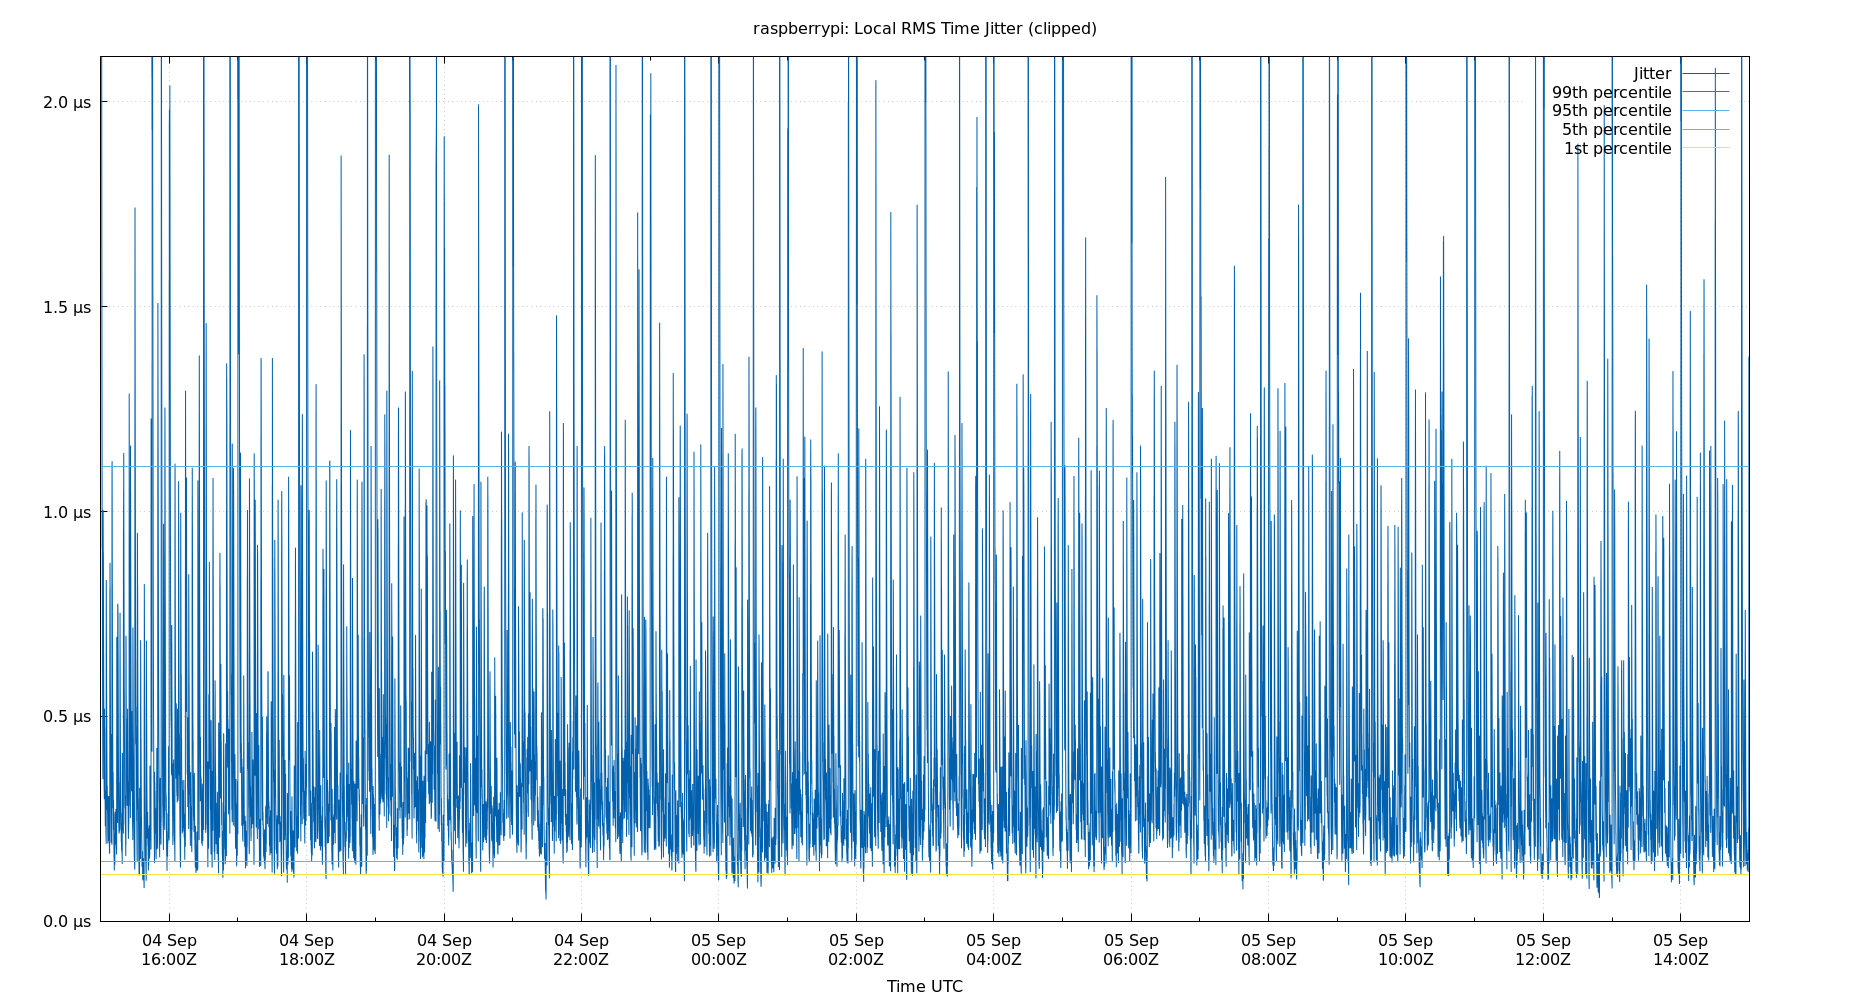 raspberrypi: Local RMS Time Jitter (clipped)
Jitter
99th percentile
95th percentile
5th percentile
1st percentile
2.0 µs
1.5 µs
1.0 µs
0.5 µs
0.0 µs
04 Sep 04 Sep 04 Sep 04 Sep 05 Sep 05 Sep 05 Sep 05 Sep 05 Sep 05 Sep 05 Sep 05 Sep
16:00Z 18:00Z 20:00Z 22:00Z 00:00Z 02:00Z 04:00Z 06:00Z 08:00Z 10:00Z 12:00Z 14:00Z
Time UTC